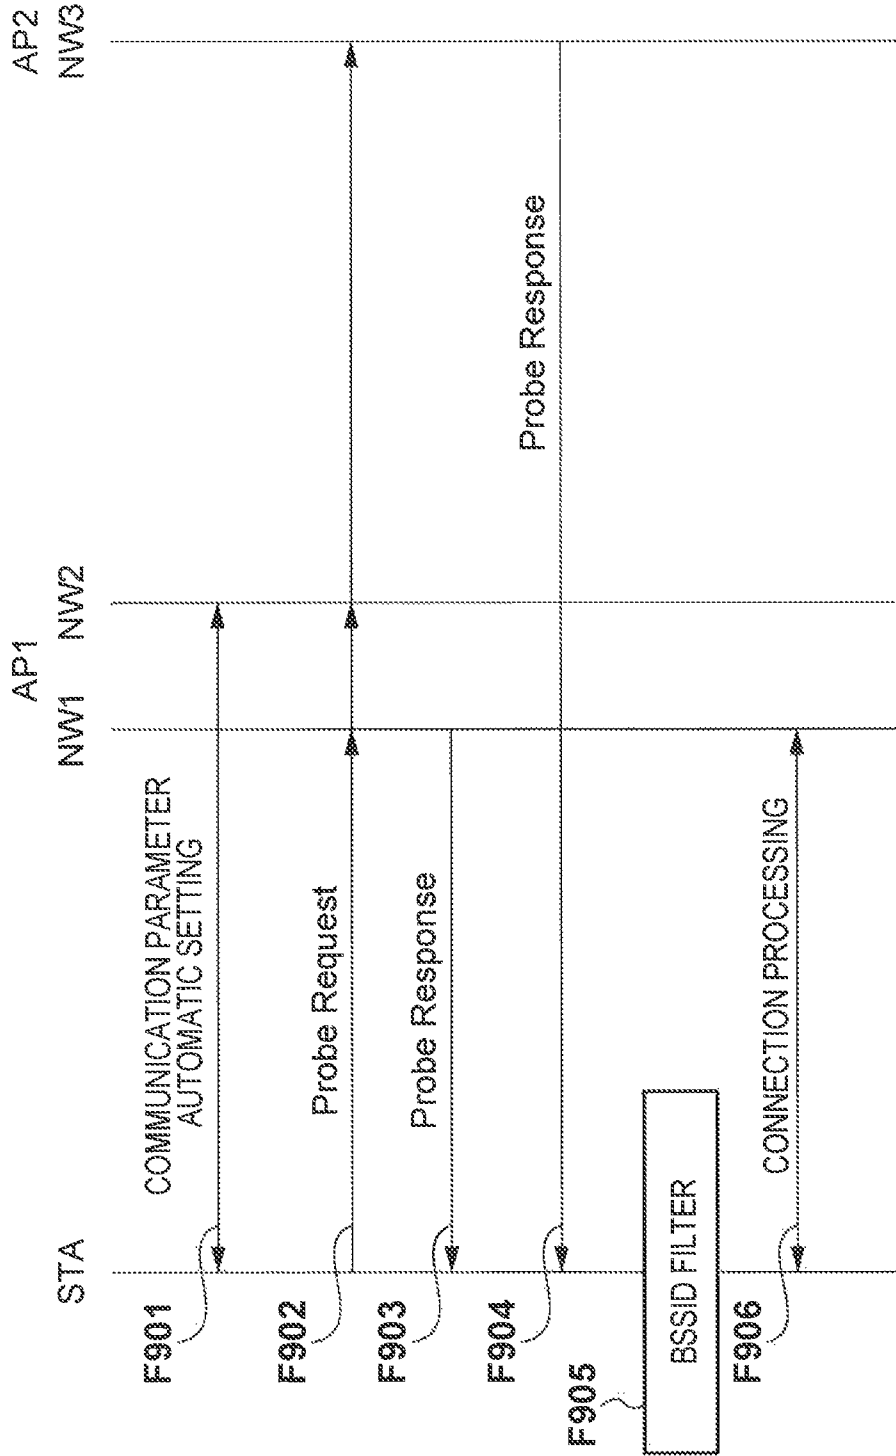 STA
AP1
NW1
NW2
AP2
NW3
F901
COMMUNICATION PARAMETER
AUTOMATIC SETTING
F902
Probe Request
F903
Probe Response
F904
Probe Response
F905
BSSID FILTER
F906
CONNECTION PROCESSING